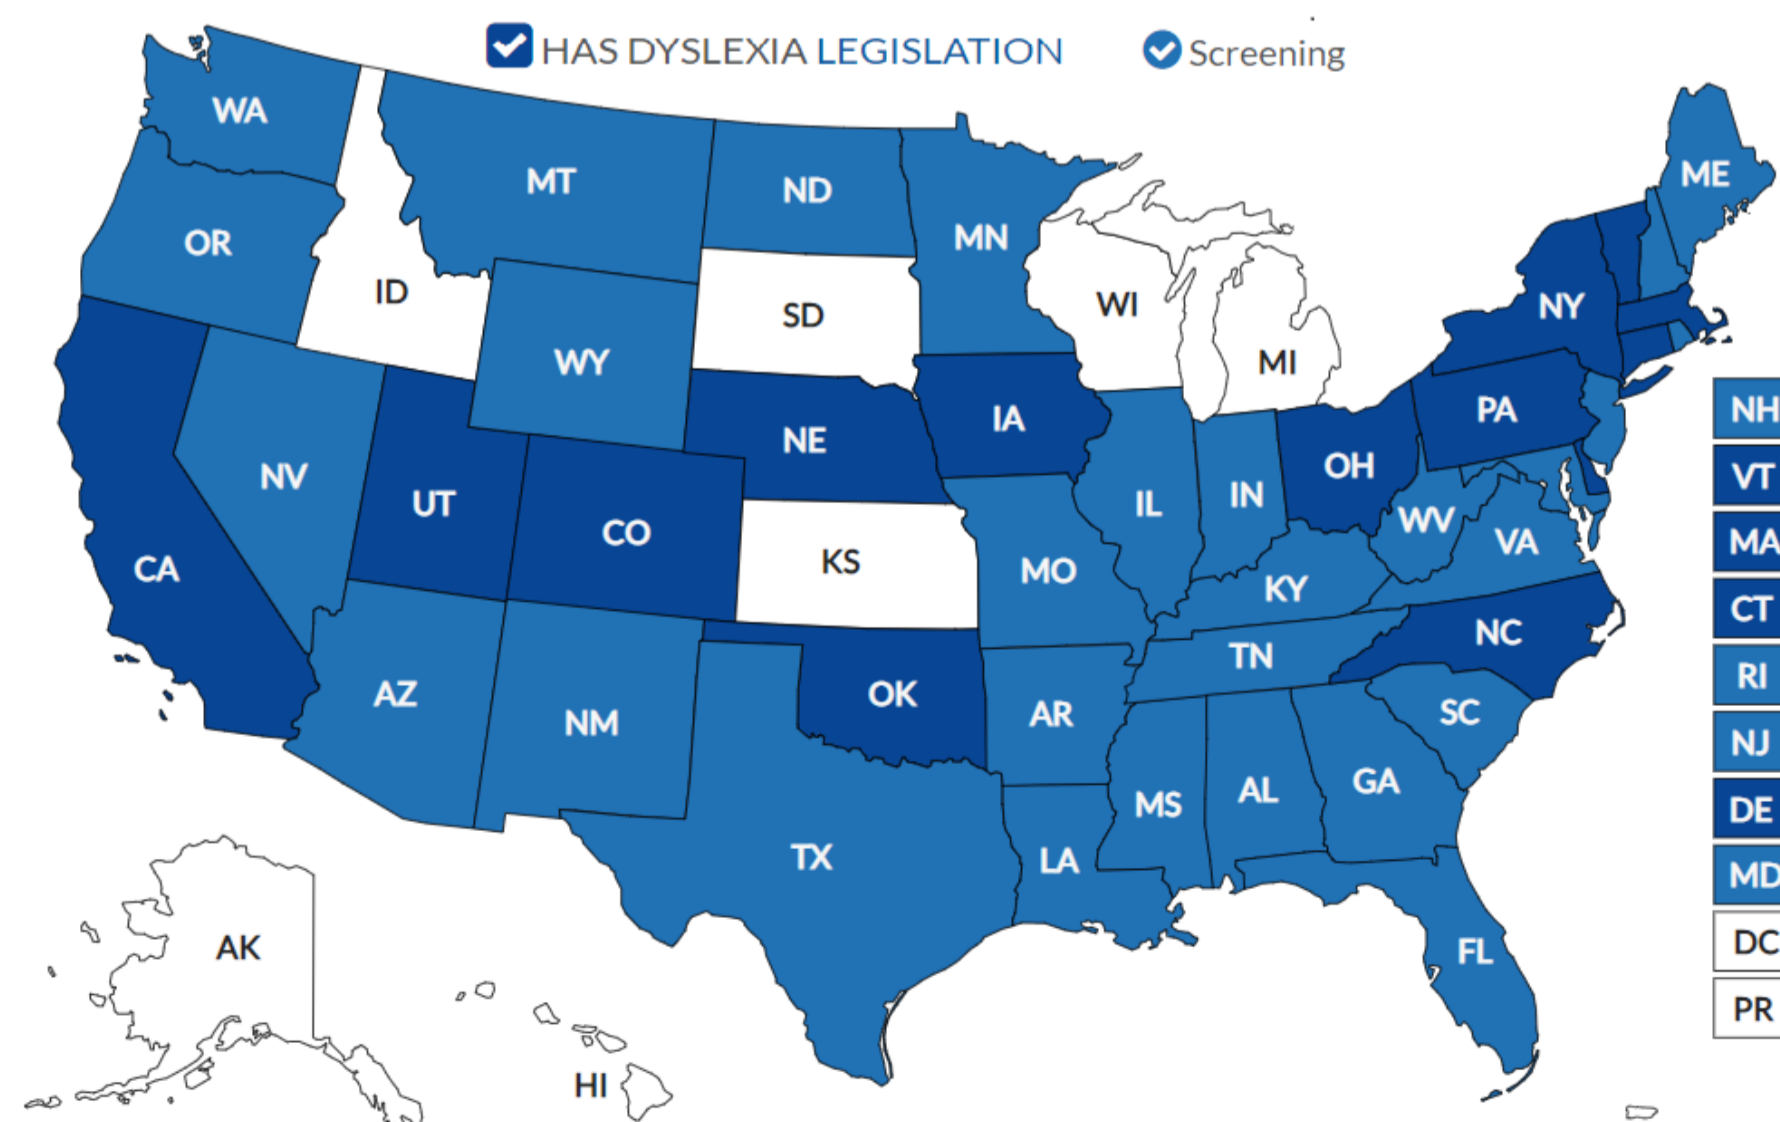 HAS DYSLEXIA LEGISLATION
Screening
WA
MT
ND
MN
ME
OR
ID
SD
WI
NY
WY
MI
NE
IA
PA
NH
NV
UT
CO
IL
IN
OH
VT
CA
KS
MO
WV
VA
MA
KY
CT
AZ
NM
OK
AR
TN
NC
SC
RI
TX
LA
MS
AL
GA
NJ
DE
MD
AK
FL
DC
HI
PR